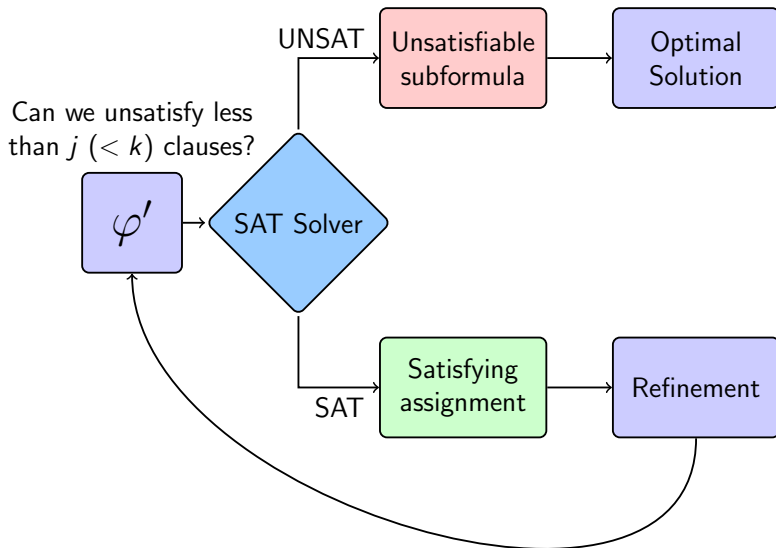 UNSAT
Unsatisfiable
subformula
Optimal
Solution
Can we unsatisfy less
than j (< k) clauses?
φ′
SAT Solver
SAT
Satisfying
assignment
Refinement